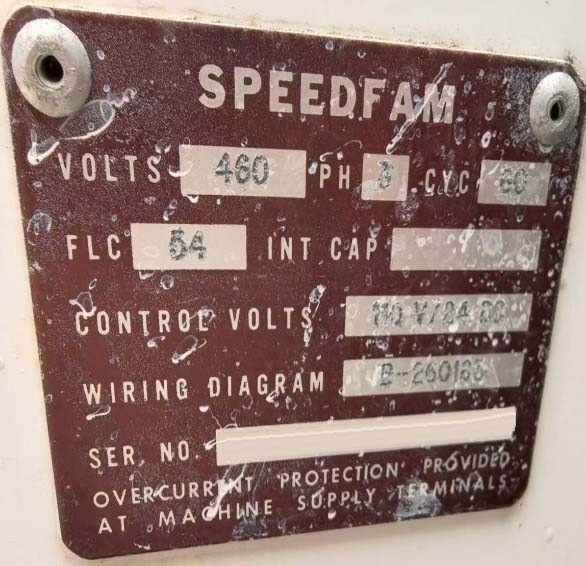 SPEEDFAM
VOLTS 460 PH 3 CYC 60
FLC 54 INT CAP
CONTROL VOLTS 110 V/24 DC
WIRING DIAGRAM
SER. NO.
OVERCURRENT PROTECTION PROVIDED
AT MACHINE SUPPLY TERMINALS